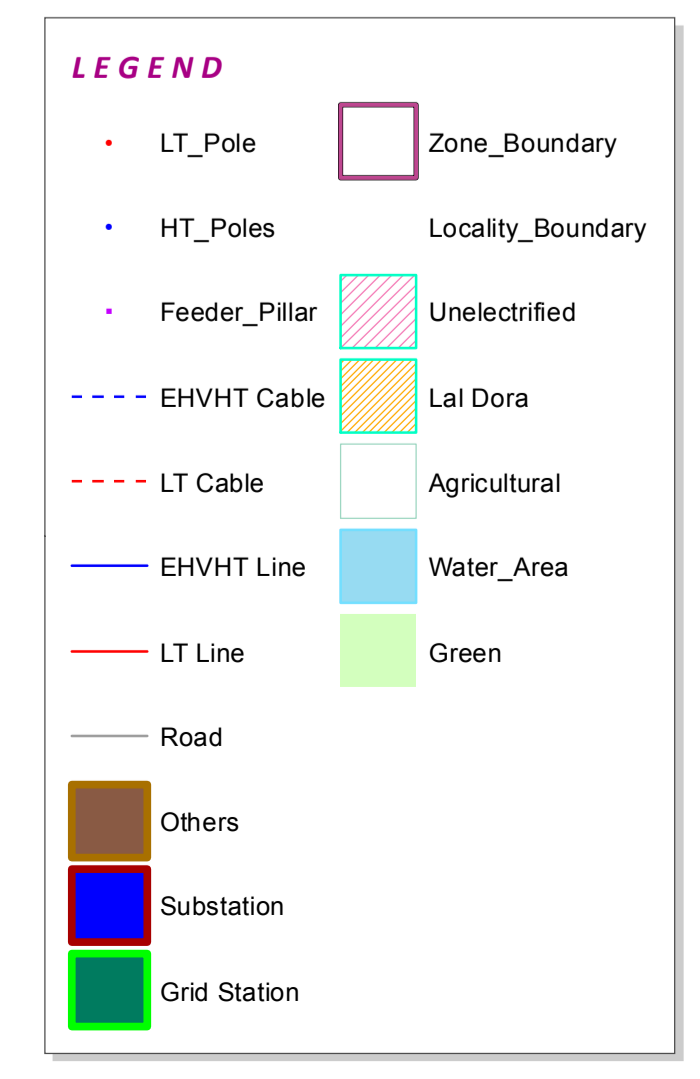 LEGEND
LT_Pole
HT_Poles
Feeder_Pillar
EHVHT Cable
LT Cable
EHVHT Line
LT Line
Road
Others
Substation
Grid Station
Zone_Boundary
Locality_Boundary
Unelectrified
Lal Dora
Agricultural
Water_Area
Green